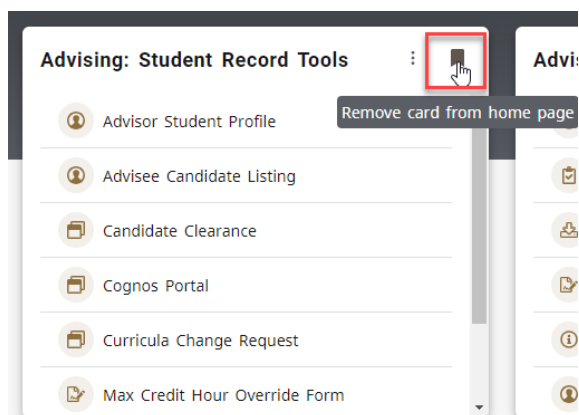 Advising: Student Record Tools
Advis
Remove card from home page
Advisor Student Profile
Advisee Candidate Listing
Candidate Clearance
Cognos Portal
Curricula Change Request
Max Credit Hour Override Form